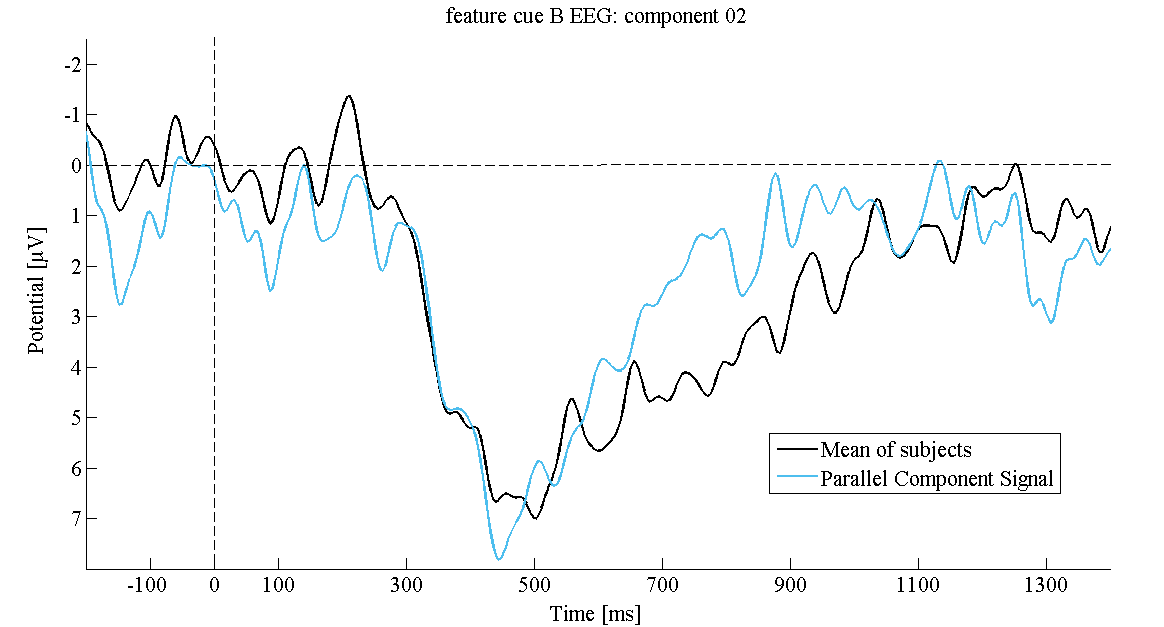 feature cue B EEG: component 02
-2
-1
0
1
2
3
4
5
6
7
Potential [µV]
Mean of subjects
Parallel Component Signal
-100 0 100 300 500 700 900 1100 1300
Time [ms]